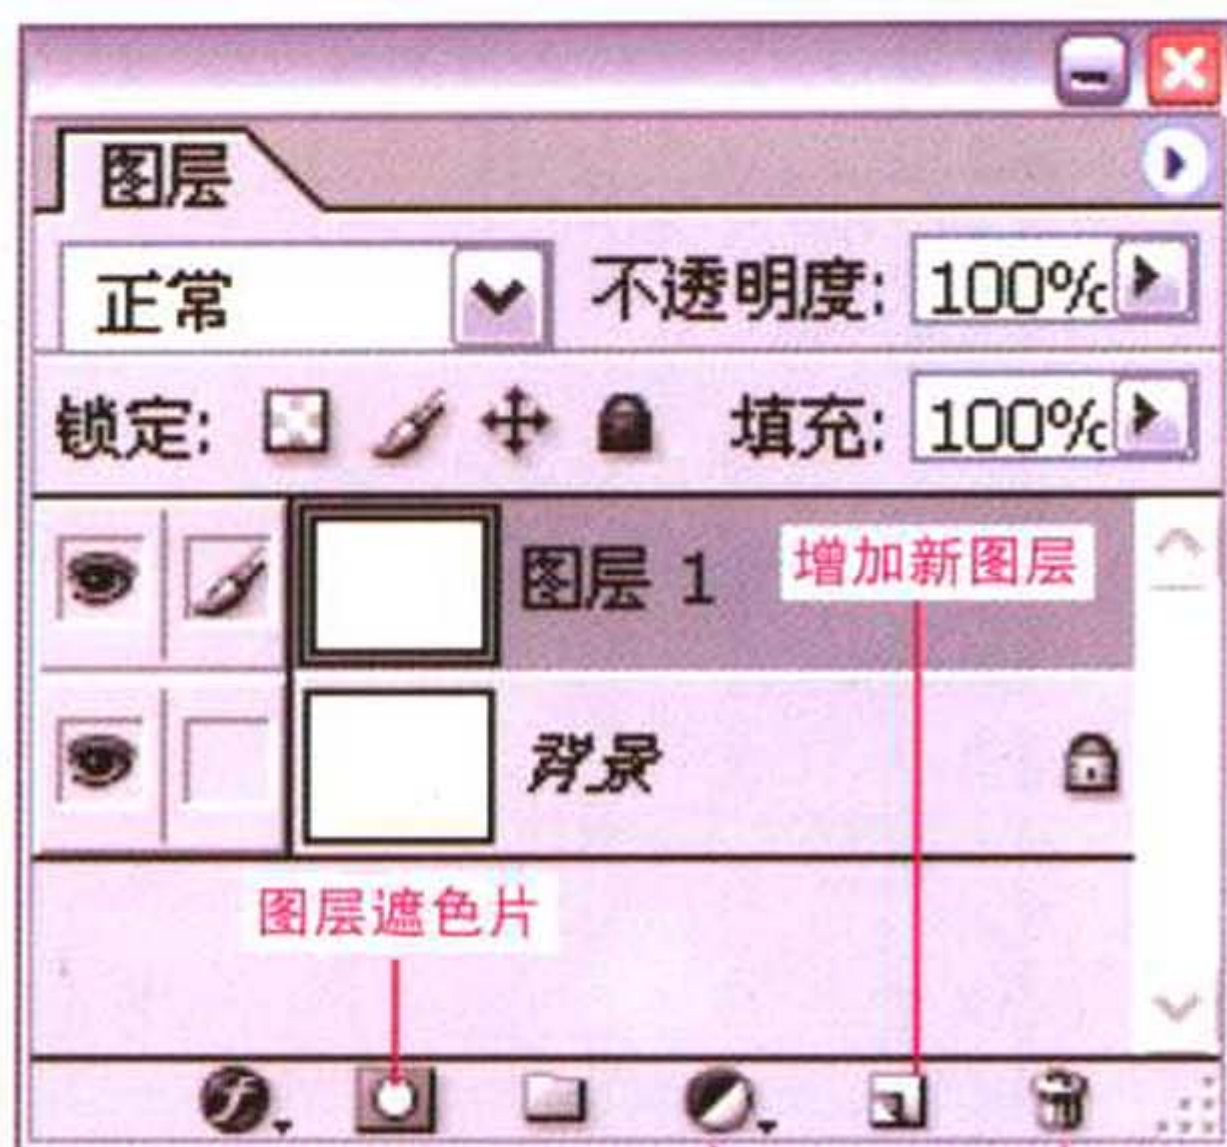 图层
正常 不透明度: 100%
锁定: 填充: 100%
图层 1 增加新图层
背景
图层遮色片